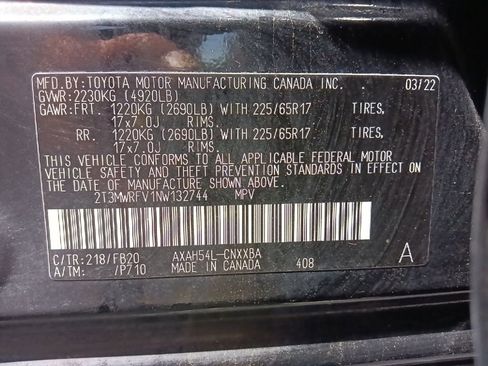 MFD.BY: TOYOTA MOTOR MANUFACTURING CANADA INC. 03/22
GVWR: 2230KG (4920LB)
GAWR: FRT. 1220KG (2690LB) WITH 225/65R17 TIRES,
17x7.0J RIMS.
RR. 1220KG (2690LB) WITH 225/65R17 TIRES,
17x7.0J RIMS.
THIS VEHICLE CONFORMS TO ALL APPLICABLE FEDERAL MOTOR
VEHICLE SAFETY AND THEFT PREVENTION STANDARDS IN EFFECT ON
THE DATE OF MANUFACTURE SHOWN ABOVE.
2T3MWRFV1NW132744 MPV
C/TR: 218/FB20 AXAH54L-CNXXBA A
A/TM: /P710 MADE IN CANADA 408